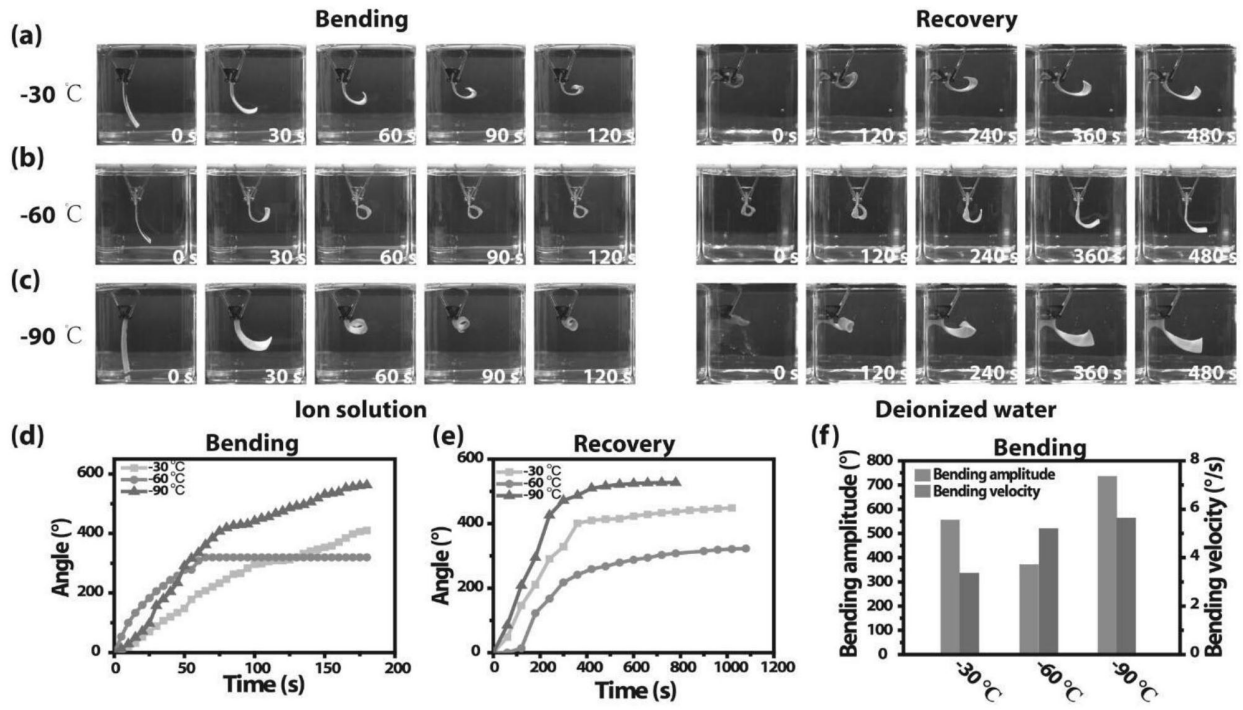 Bending Recovery
(a)
-30 ℃
0 s 30 s 60 s 90 s 120 s 0 s 120 s 240 s 360 s 480 s
(b)
-60 ℃
0 s 30 s 60 s 90 s 120 s 0 s 120 s 240 s 360 s 480 s
(c)
-90 ℃
0 s 30 s 60 s 90 s 120 s 0 s 120 s 240 s 360 s 480 s
Ion solution Deionized water
(d) Bending
600
400
200
0
Angle (°)
-30 ℃
-60 ℃
-90 ℃
0 50 100 150 200
Time (s)
(e) Recovery
600
400
200
0
Angle (°)
-30 ℃
-60 ℃
-90 ℃
0 200 400 600 800 1000
Time (s)
(f) Bending
800
700
600
500
400
300
200
100
0
Bending amplitude (°)
Bending amplitude
Bending velocity
8
6
4
2
0
Bending velocity (°/s)
-30 ℃ -60 ℃ -90 ℃